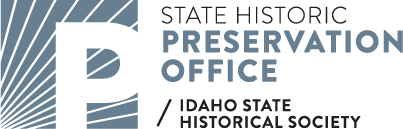 P
STATE HISTORIC
PRESERVATION
OFFICE
/ IDAHO STATE
HISTORICAL SOCIETY